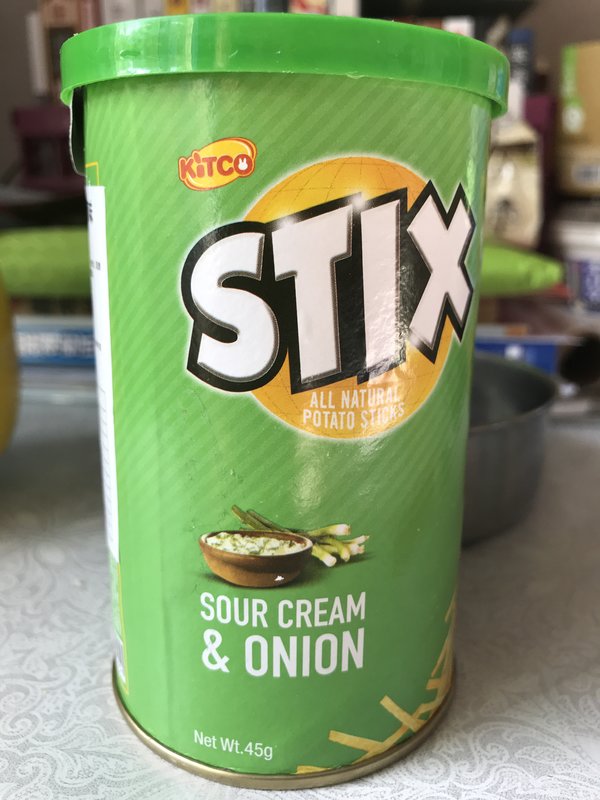 KITCO
STIX
ALL NATURAL
POTATO STICKS
SOUR CREAM
& ONION
Net Wt.45g